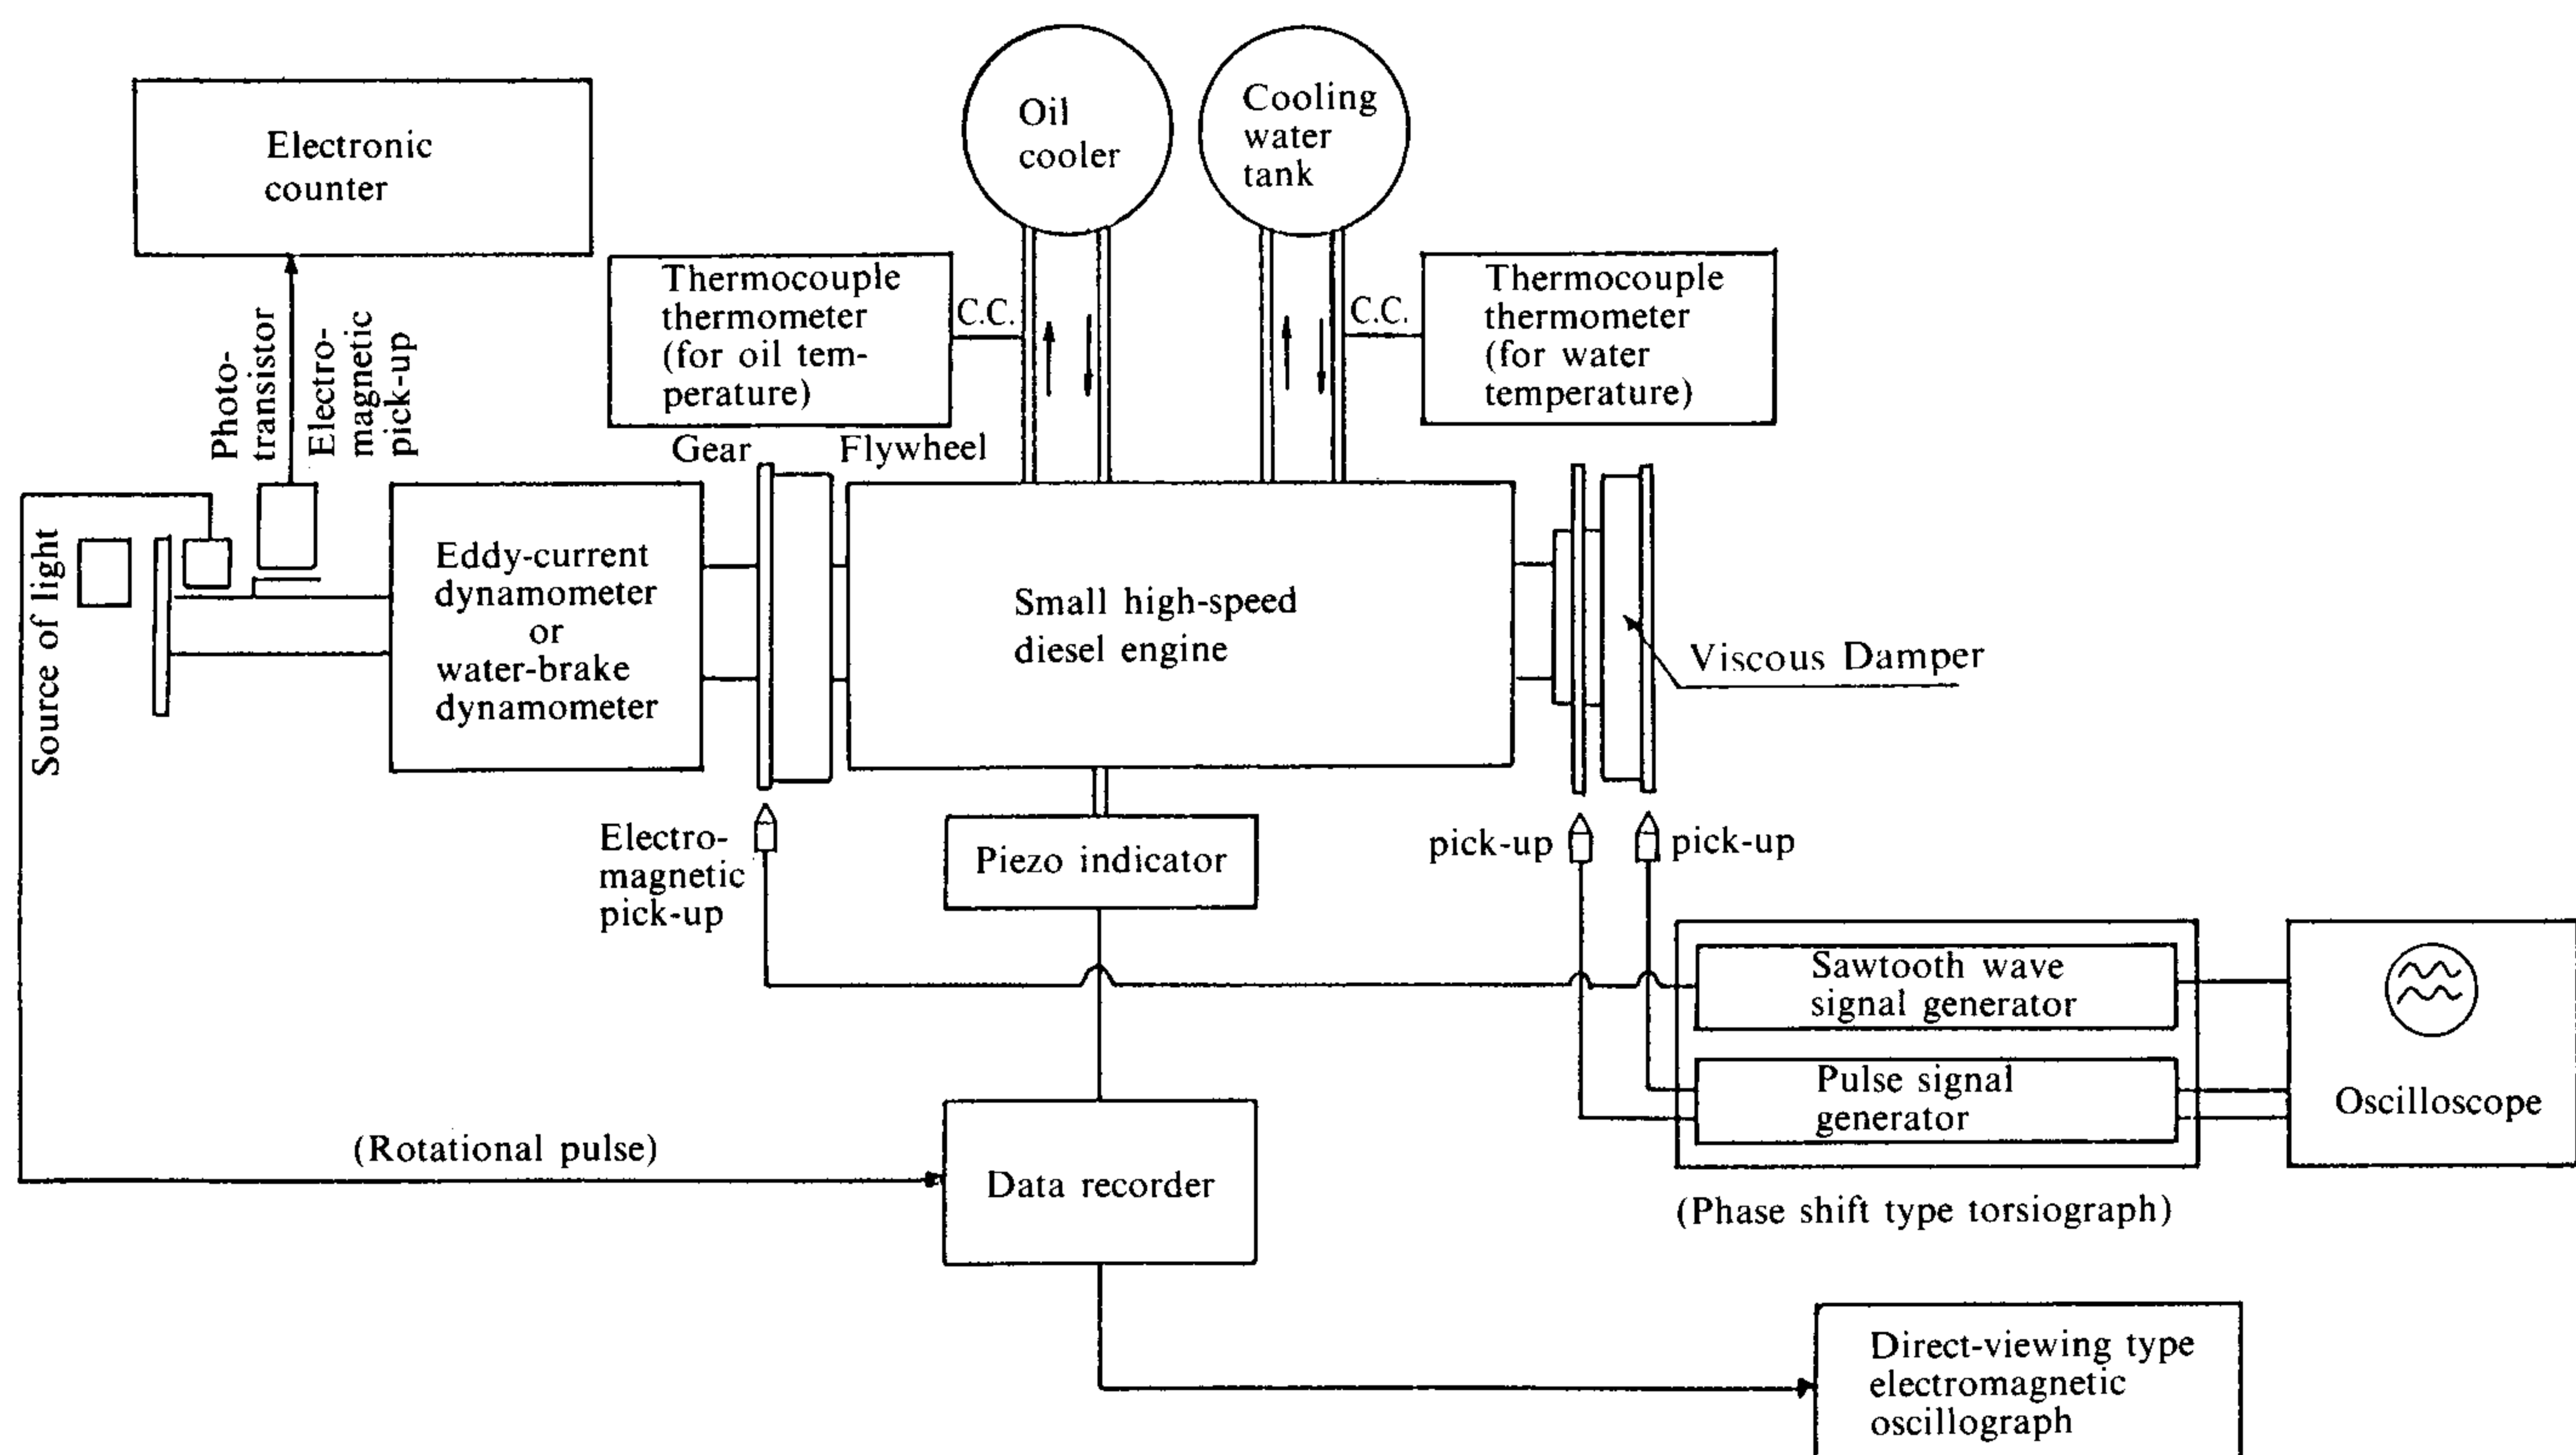 Electronic
counter
Oil
cooler
Cooling
water
tank
Photo-
transistor
Electro-
magnetic
pick-up
Thermocouple
thermometer
(for oil tem-
perature)
C.C.
C.C.
Thermocouple
thermometer
(for water
temperature)
Gear
Flywheel
Source of light
Eddy-current
dynamometer
or
water-brake
dynamometer
Small high-speed
diesel engine
Viscous Damper
Electro-
magnetic
pick-up
Piezo indicator
pick-up
pick-up
Sawtooth wave
signal generator
Pulse signal
generator
Oscilloscope
(Phase shift type torsiograph)
(Rotational pulse)
Data recorder
Direct-viewing type
electromagnetic
oscillograph